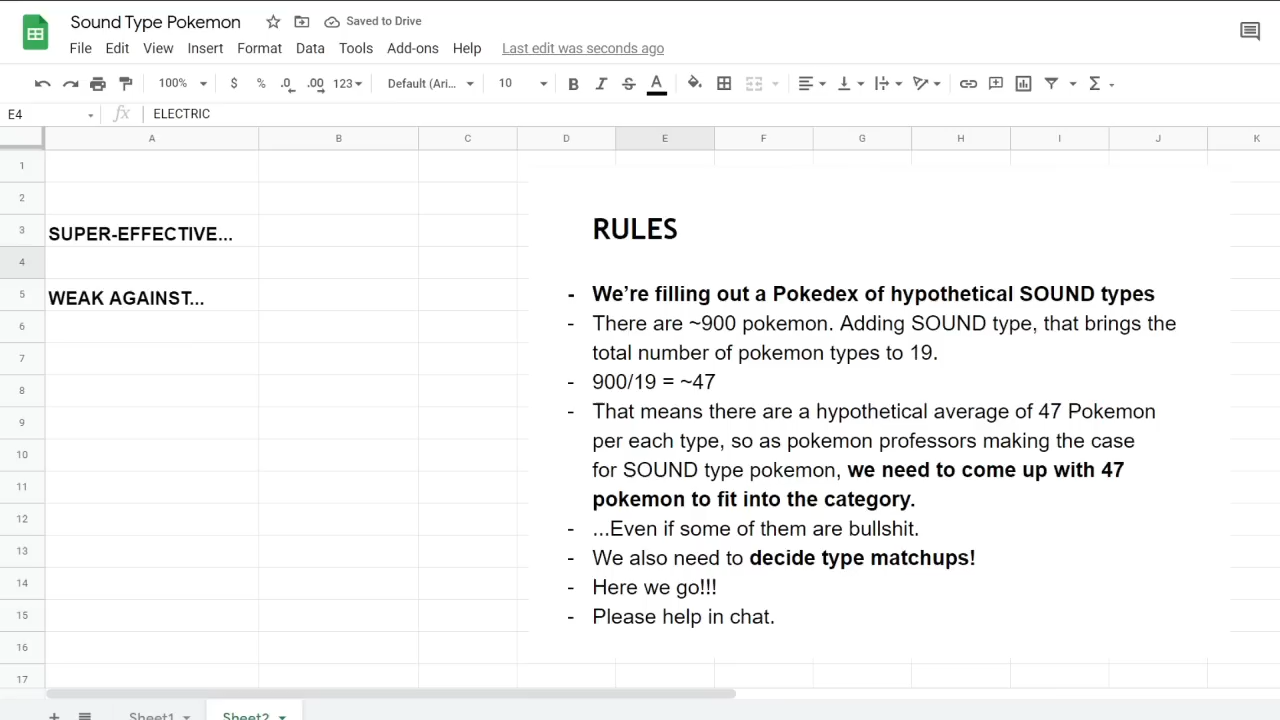 Sound Type Pokemon
Saved to Drive
File Edit View Insert Format Data Tools Add-ons Help Last edit was seconds ago
100% $ % .0 .00 123 Default (Ari... 10 B I S A Σ
E4 fx ELECTRIC
A B C D E F G H I J K
1
2
3
4
5
6
7
8
9
10
11
12
13
14
15
16
17
SUPER-EFFECTIVE...
WEAK AGAINST...
RULES
- We're filling out a Pokedex of hypothetical SOUND types
- There are ~900 pokemon. Adding SOUND type, that brings the
total number of pokemon types to 19.
- 900/19 = ~47
- That means there are a hypothetical average of 47 Pokemon
per each type, so as pokemon professors making the case
for SOUND type pokemon, we need to come up with 47
pokemon to fit into the category.
- ...Even if some of them are bullshit.
- We also need to decide type matchups!
- Here we go!!!
- Please help in chat.
+ Sheet1 Sheet2